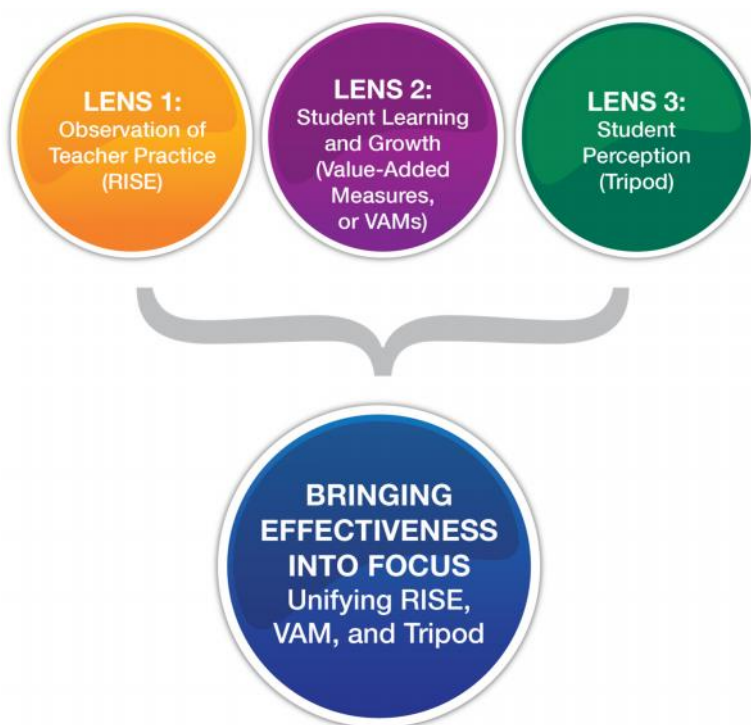 LENS 1:
Observation of
Teacher Practice
(RISE)
LENS 2:
Student Learning
and Growth
(Value-Added
Measures,
or VAMs)
LENS 3:
Student
Perception
(Tripod)
BRINGING
EFFECTIVENESS
INTO FOCUS
Unifying RISE,
VAM, and Tripod